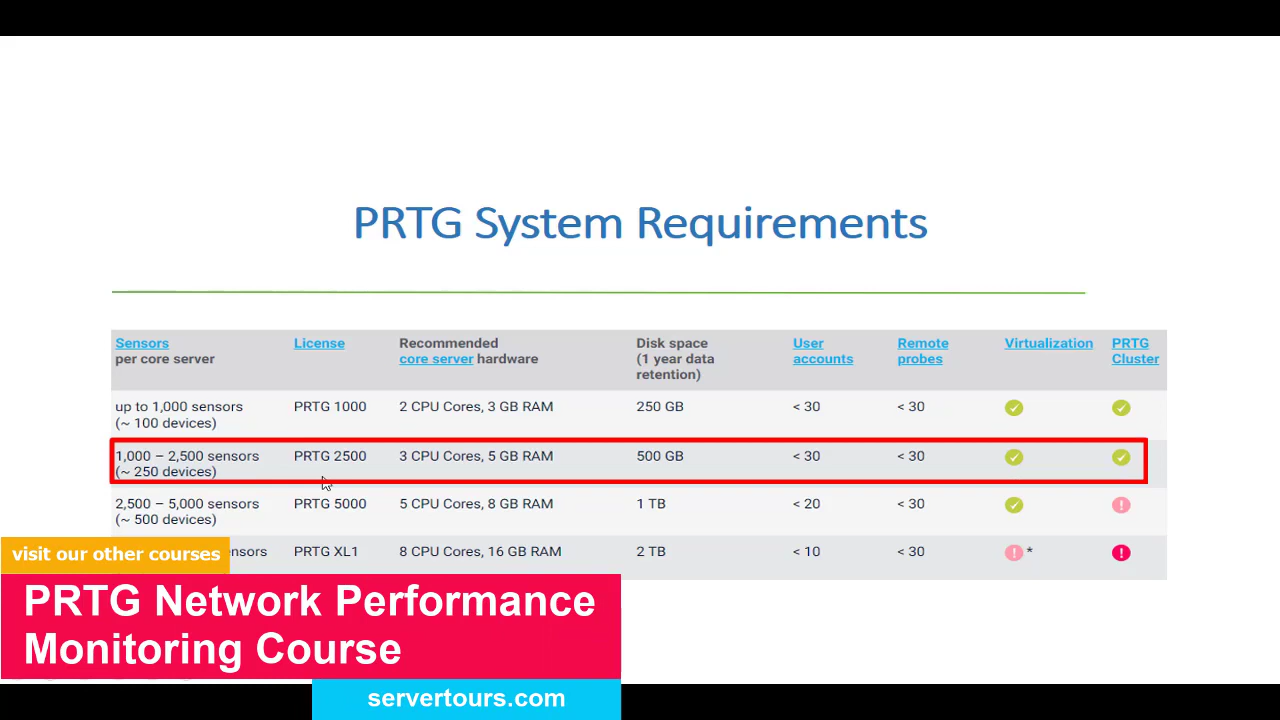 PRTG System Requirements
Sensors per core server License Recommended core server hardware Disk space (1 year data retention) User accounts Remote probes Virtualization PRTG Cluster
up to 1,000 sensors (~ 100 devices) PRTG 1000 2 CPU Cores, 3 GB RAM 250 GB < 30 < 30
1,000 – 2,500 sensors (~ 250 devices) PRTG 2500 3 CPU Cores, 5 GB RAM 500 GB < 30 < 30
2,500 – 5,000 sensors (~ 500 devices) PRTG 5000 5 CPU Cores, 8 GB RAM 1 TB < 20 < 30
PRTG XL1 8 CPU Cores, 16 GB RAM 2 TB < 10 < 30 *
visit our other courses
PRTG Network Performance
Monitoring Course
servertours.com